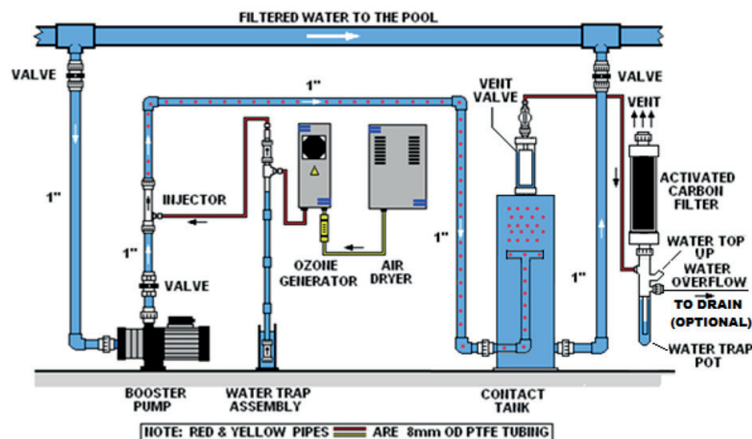 FILTERED WATER TO THE POOL
VALVE
1"
VENT
VALVE
VALVE
VENT
1"
INJECTOR
ACTIVATED
CARBON
FILTER
1"
OZONE
GENERATOR
AIR
DRYER
1"
1"
WATER TOP
UP
WATER
OVERFLOW
VALVE
TO DRAIN
(OPTIONAL)
WATER TRAP
POT
BOOSTER
PUMP
WATER TRAP
ASSEMBLY
CONTACT
TANK
NOTE: RED & YELLOW PIPES ARE 8mm OD PTFE TUBING